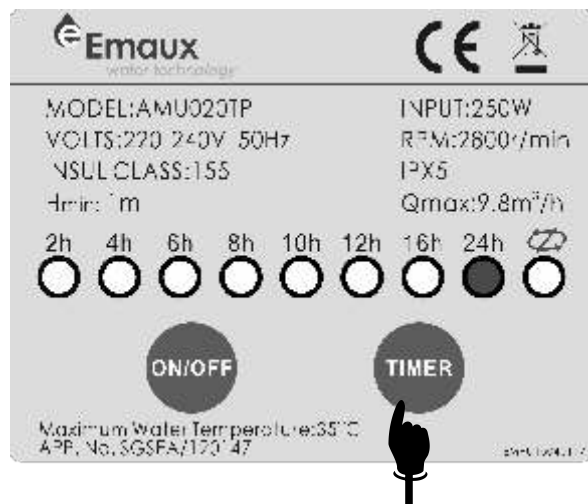 Emaux
water technology
CE
MODEL:AMU020TP
INPUT:250W
VOLTS:220-240V 50Hz
RPM:2800r/min
INSUL CLASS:155
IPX5
Hmin: 1m
Qmax:9.8m³/h
2h 4h 6h 8h 10h 12h 16h 24h
ON/OFF
TIMER
Maximum Water Temperature:35°C
APP. No. SGSEA/120147